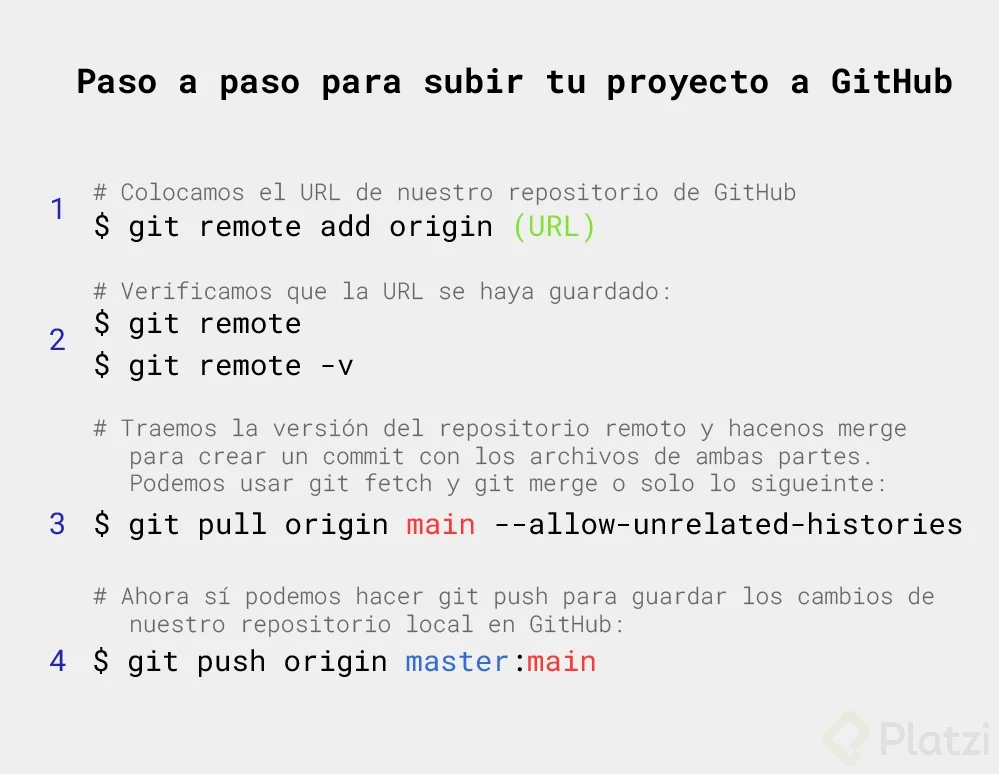 Paso a paso para subir tu proyecto a GitHub
# Colocamos el URL de nuestro repositorio de GitHub
1 $ git remote add origin (URL)
# Verificamos que la URL se haya guardado:
2 $ git remote
$ git remote -v
# Traemos la versión del repositorio remoto y hacenos merge
para crear un commit con los archivos de ambas partes.
Podemos usar git fetch y git merge o solo lo sigueinte:
3 $ git pull origin main --allow-unrelated-histories
# Ahora sí podemos hacer git push para guardar los cambios de
nuestro repositorio local en GitHub:
4 $ git push origin master:main
Platzi